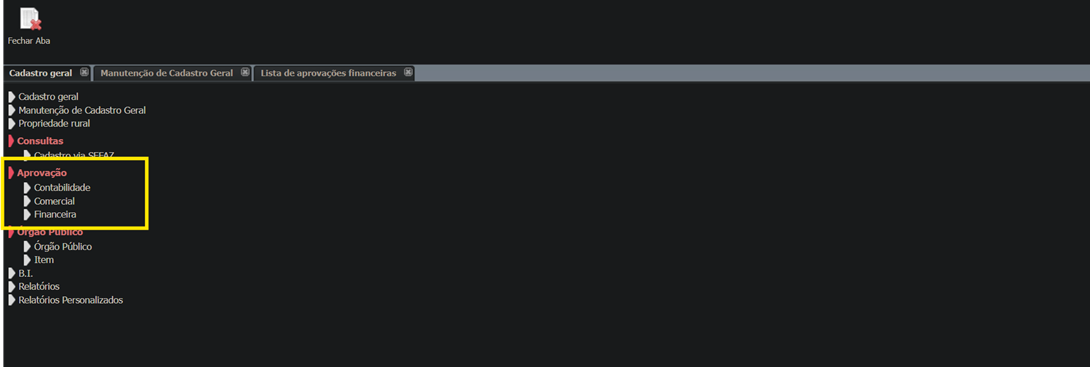 Fechar Aba
Cadastro geral Manutenção de Cadastro Geral Lista de aprovações financeiras
Cadastro geral
Manutenção de Cadastro Geral
Propriedade rural
Consultas
Cadastro via SEFAZ
Aprovação
Contabilidade
Comercial
Financeira
Órgão Público
Órgão Público
Item
B.I.
Relatórios
Relatórios Personalizados